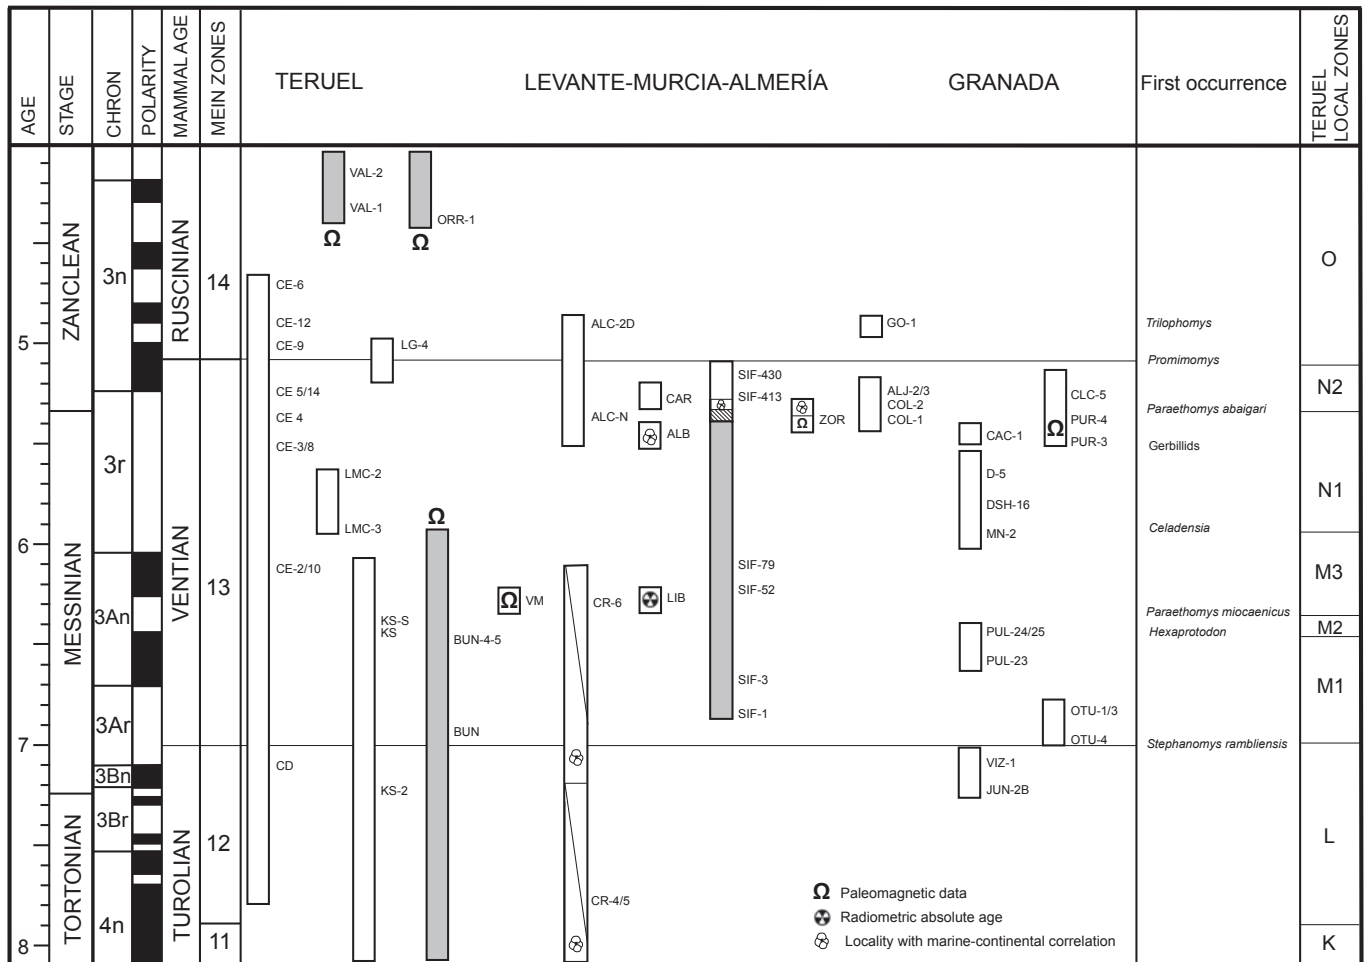 AGE
STAGE
CHRON
POLARITY
MAMMAL AGE
MEIN ZONES
TERUEL
LEVANTE-MURCIA-ALMERÍA
GRANADA
First occurrence
TERUEL
LOCAL ZONES
5
6
7
8
ZANCLEAN
MESSINIAN
TORTONIAN
3n
3r
3An
3Ar
3Bn
3Br
4n
RUSCINIAN
VENTIAN
TUROLIAN
14
13
12
11
VAL-2
VAL-1
Ω
ORR-1
Ω
CE-6
CE-12
CE-9
CE 5/14
CE 4
CE-3/8
CE-2/10
CD
LG-4
LMC-2
LMC-3
KS-S
KS
KS-2
Ω
BUN-4-5
BUN
Ω VM
ALC-2D
ALC-N
CR-6
CR-4/5
CAR
ALB
LIB
SIF-430
SIF-413
SIF-79
SIF-52
SIF-3
SIF-1
Ω ZOR
GO-1
ALJ-2/3
COL-2
COL-1
CAC-1
D-5
DSH-16
MN-2
PUL-24/25
PUL-23
VIZ-1
JUN-2B
CLC-5
PUR-4
Ω
PUR-3
OTU-1/3
OTU-4
Ω Paleomagnetic data
Radiometric absolute age
Locality with marine-continental correlation
Trilophomys
Promimomys
Paraethomys abaigari
Gerbillids
Celadensia
Paraethomys miocaenicus
Hexaprotodon
Stephanomys rambliensis
O
N2
N1
M3
M2
M1
L
K